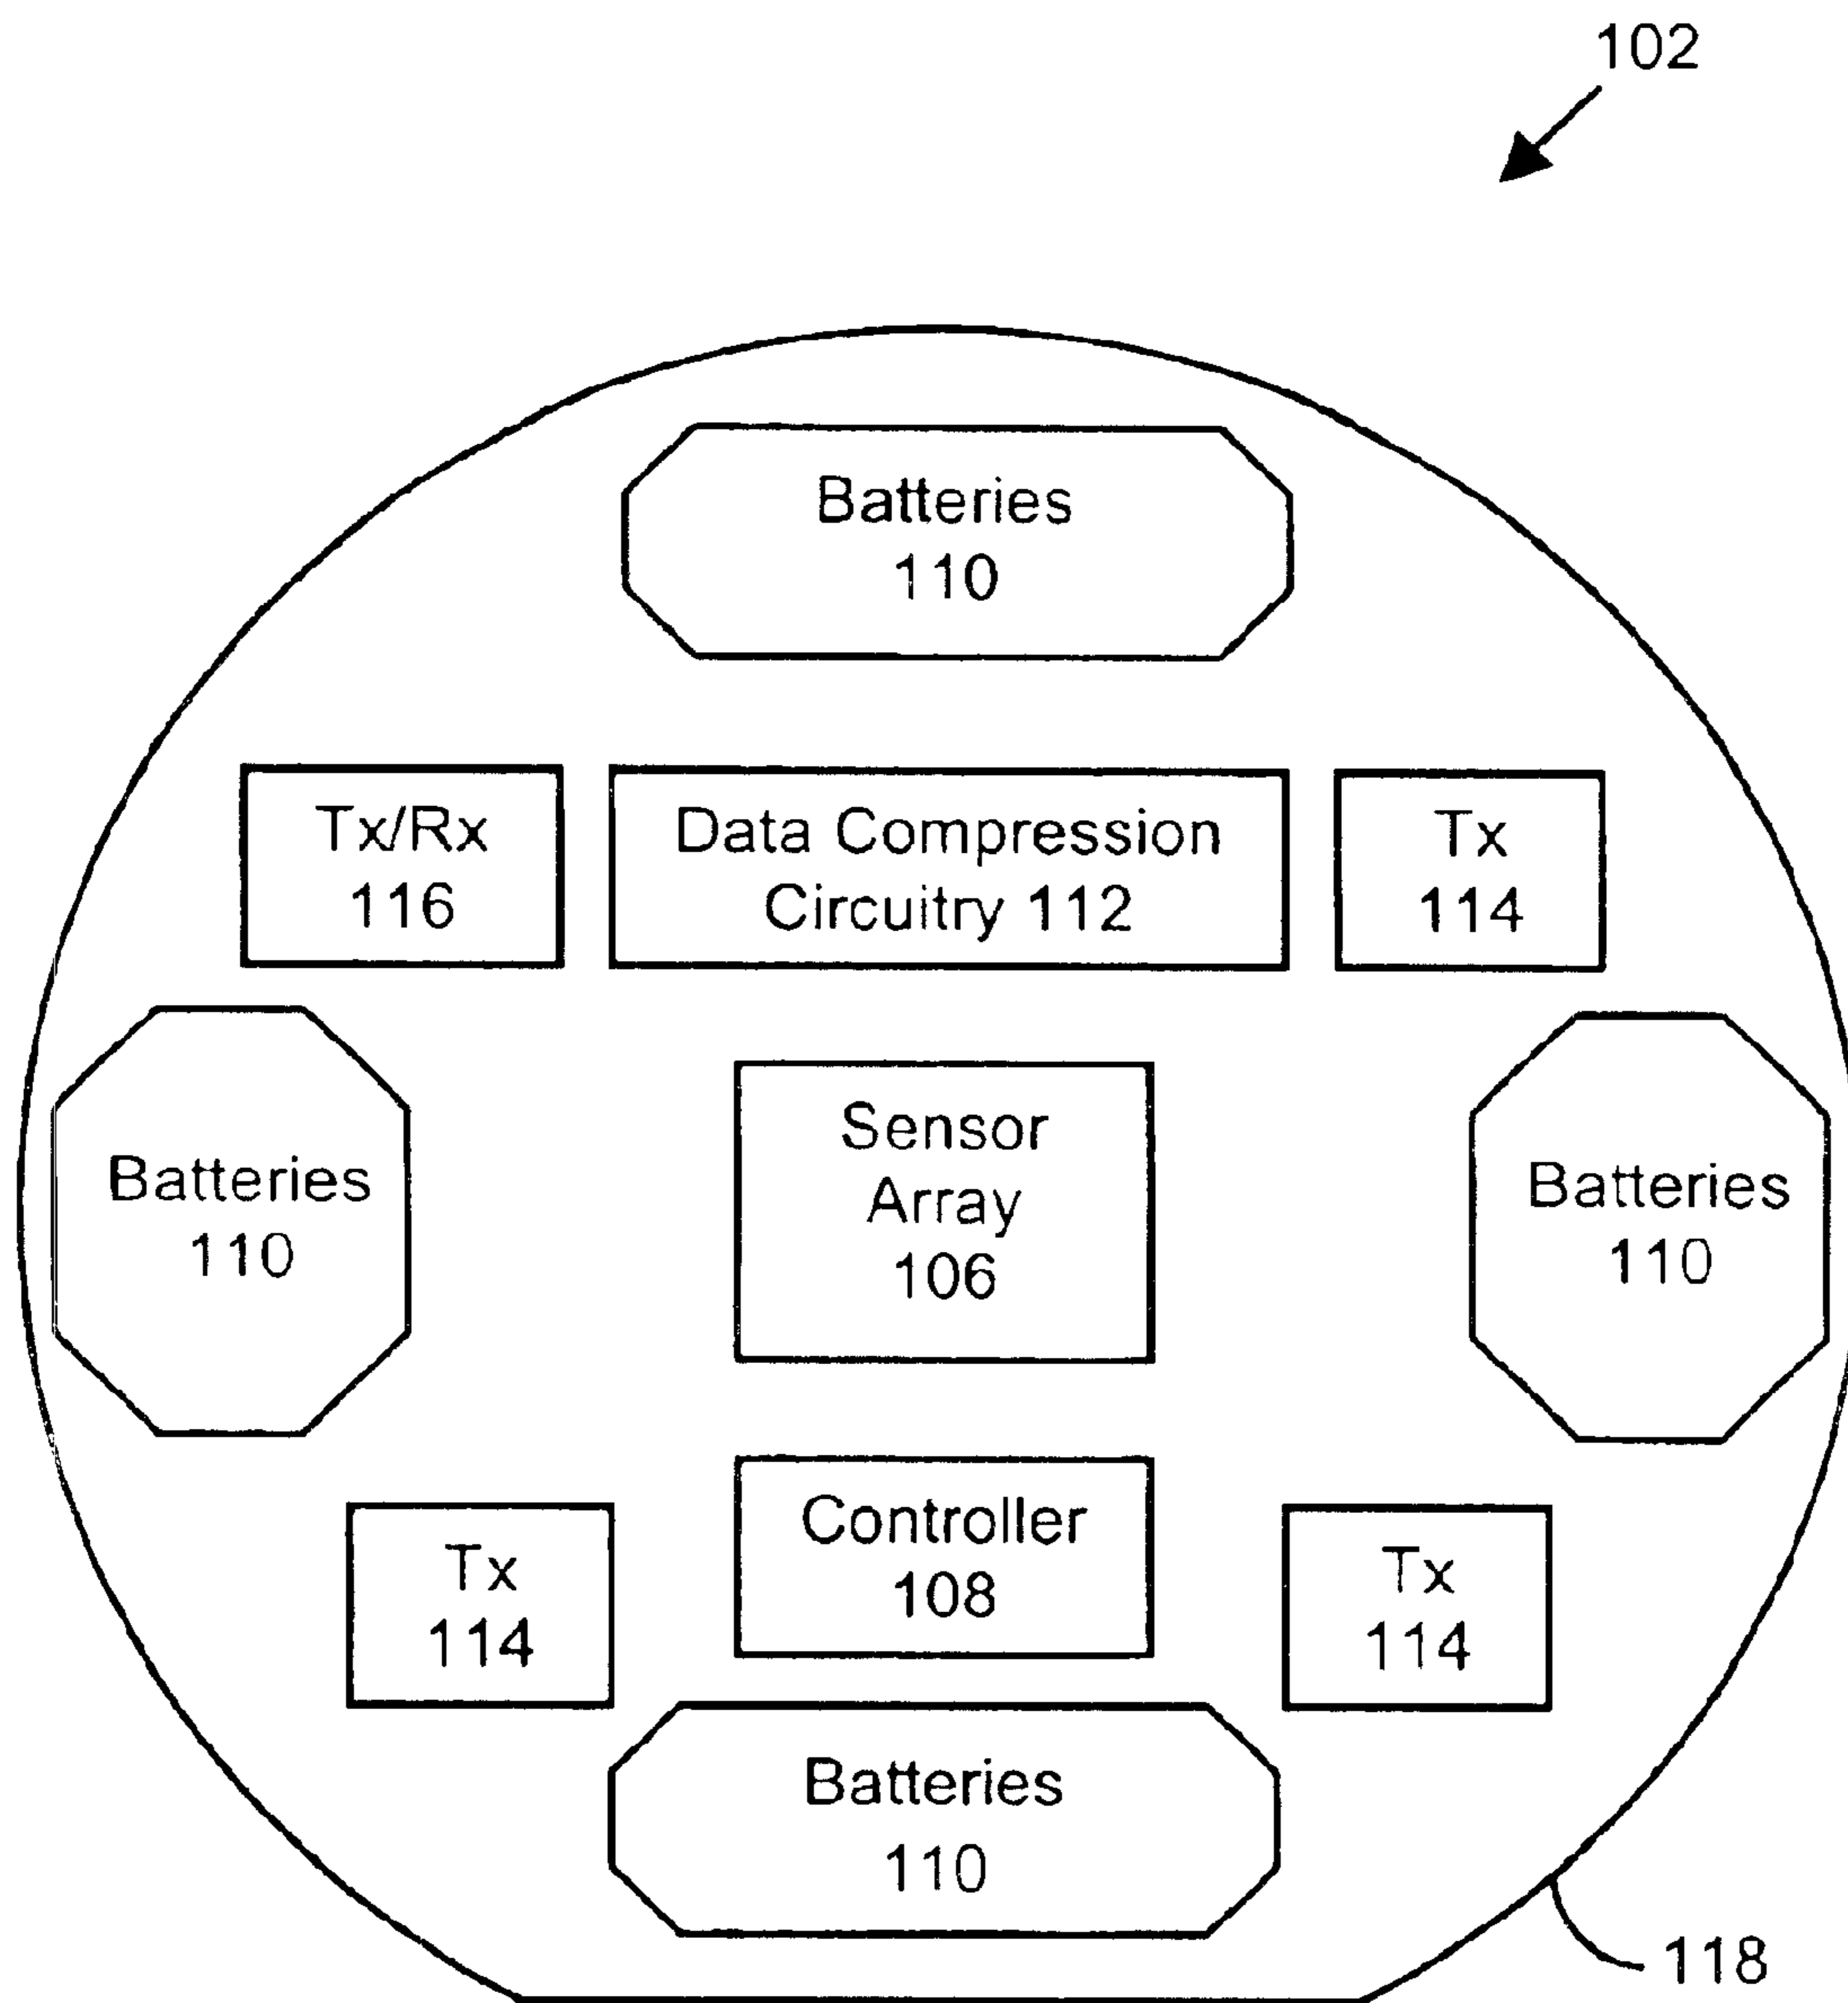 102
Batteries
110
Tx/Rx
116
Data Compression
Circuitry 112
Tx
114
Batteries
110
Sensor
Array
106
Batteries
110
Tx
114
Controller
108
Tx
114
Batteries
110
118